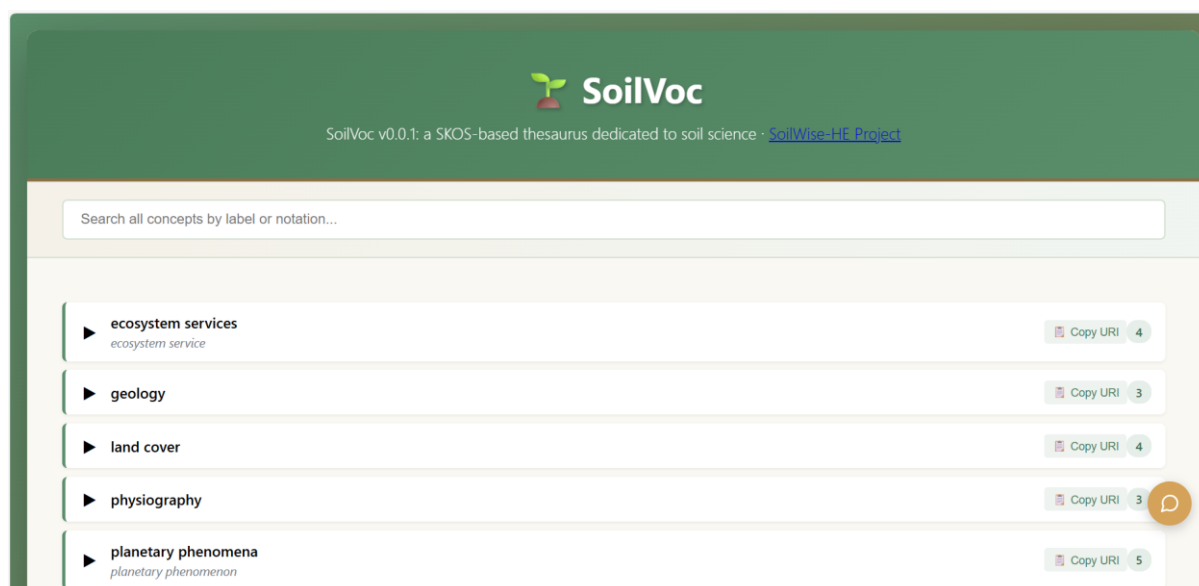 SoilVoc
SoilVoc v0.0.1: a SKOS-based thesaurus dedicated to soil science · SoilWise-HE Project
Search all concepts by label or notation...
ecosystem services
ecosystem service
Copy URI 4
geology
Copy URI 3
land cover
Copy URI 4
physiography
Copy URI 3
planetary phenomena
planetary phenomenon
Copy URI 5